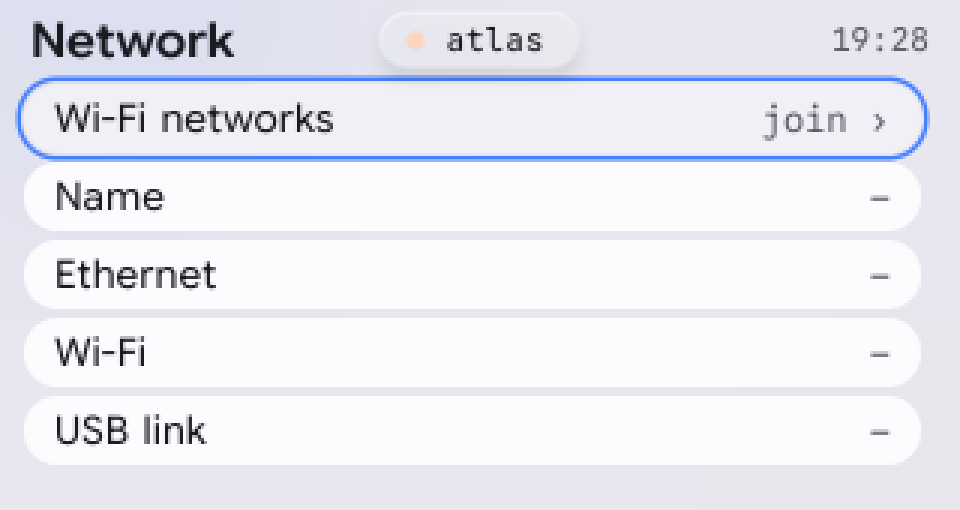 Network atlas 19:28
Wi-Fi networks join ›
Name –
Ethernet –
Wi-Fi –
USB link –